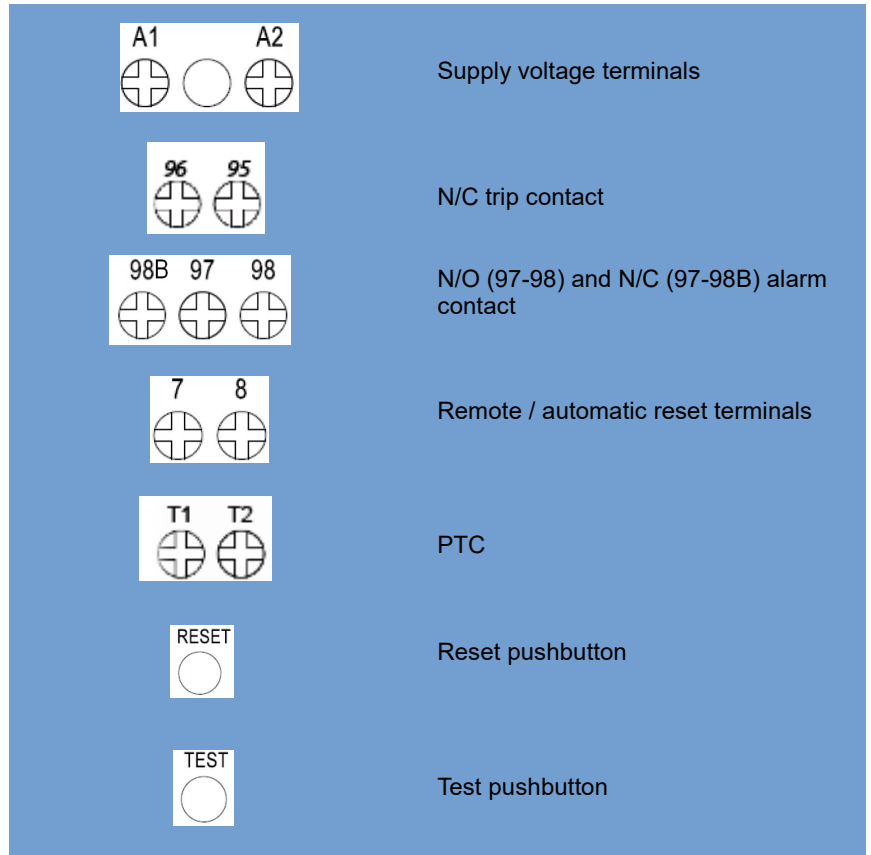 A1 A2
Supply voltage terminals
96 95
N/C trip contact
98B 97 98
N/O (97-98) and N/C (97-98B) alarm
contact
7 8
Remote / automatic reset terminals
T1 T2
PTC
RESET
Reset pushbutton
TEST
Test pushbutton